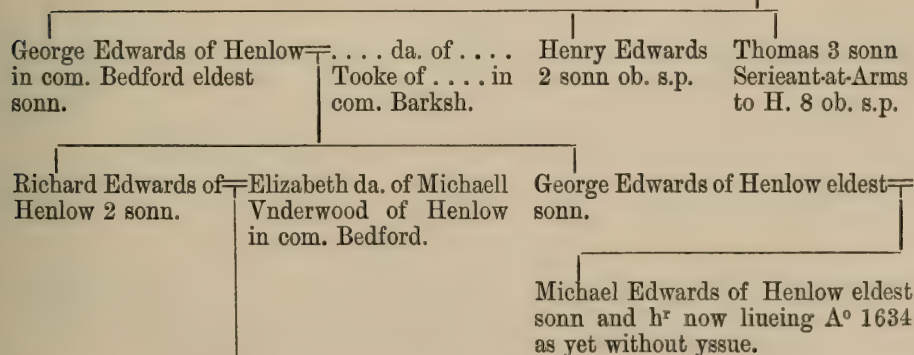 George Edwards of Henlow
in com. Bedford eldest
sonn.
. . . . da. of . . . .
Tooke of . . . . in
com. Barksh.
Henry Edwards
2 sonn ob. s.p.
Thomas 3 sonn
Serieant-at-Arms
to H. 8 ob. s.p.
Richard Edwards of
Henlow 2 sonn.
Elizabeth da. of Michaell
Vnderwood of Henlow
in com. Bedford.
George Edwards of Henlow eldest
sonn.
Michael Edwards of Henlow eldest
sonn and hʳ now liueing Aº 1634
as yet without yssue.